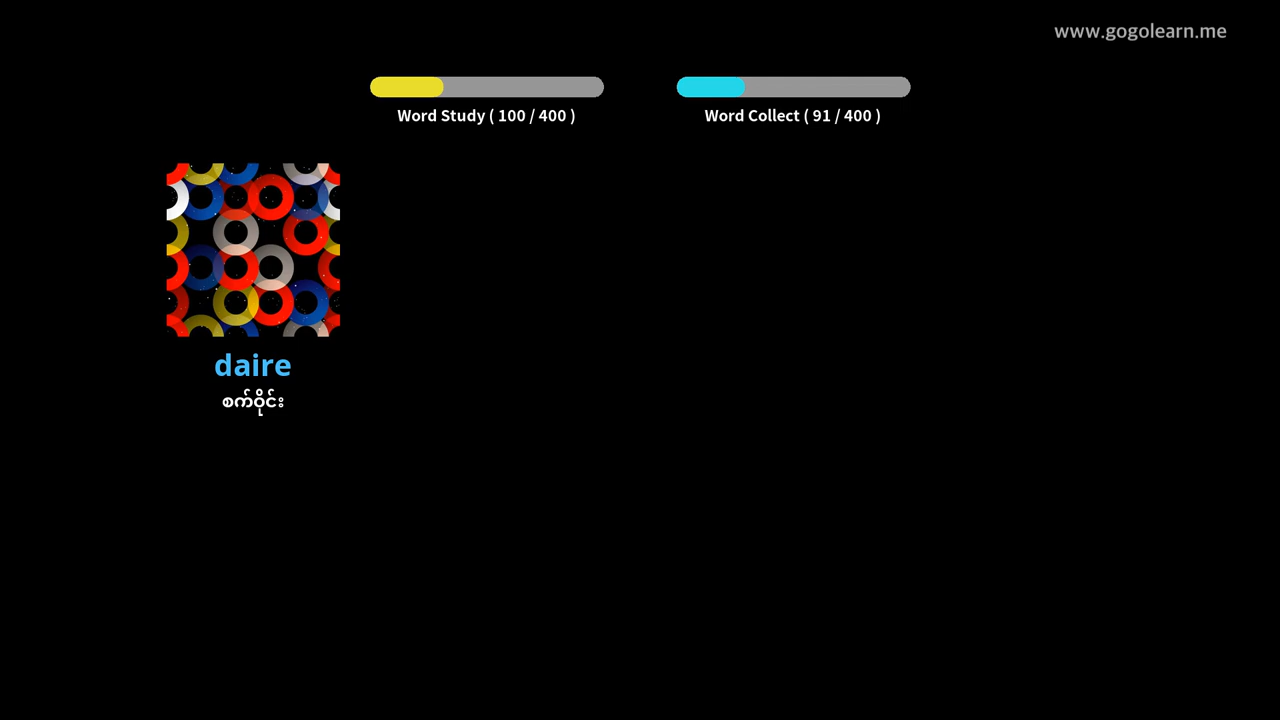 www.gogolearn.me
Word Study ( 100 / 400 )
Word Collect ( 91 / 400 )
daire
စက်ဝိုင်း